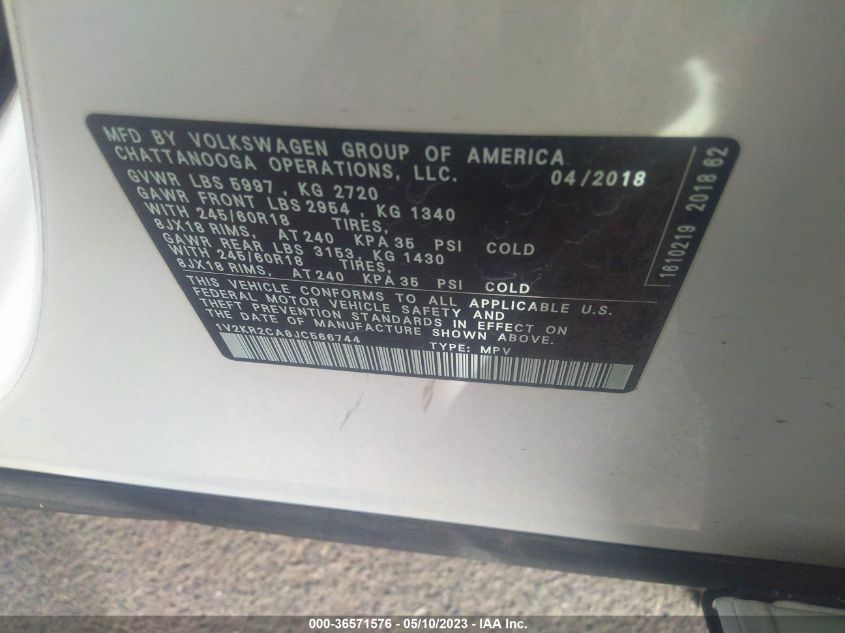 MFD BY VOLKSWAGEN GROUP OF AMERICA
CHATTANOOGA OPERATIONS, LLC. 04/2018
GVWR LBS 5997 , KG 2720
GAWR FRONT LBS 2954 , KG 1340
WITH 245/60R18 TIRES,
8JX18 RIMS, AT 240 KPA 35 PSI COLD
GAWR REAR LBS 3153, KG 1430
WITH 245/60R18 TIRES,
8JX18 RIMS, AT 240 KPA 35 PSI COLD
THIS VEHICLE CONFORMS TO ALL APPLICABLE U.S.
FEDERAL MOTOR VEHICLE SAFETY AND
THEFT PREVENTION STANDARDS IN EFFECT ON
THE DATE OF MANUFACTURE SHOWN ABOVE.
1V2KR2CA8JC566744 TYPE: MPV
1610219 2018 62
000-36571576 - 05/10/2023 - IAA Inc.